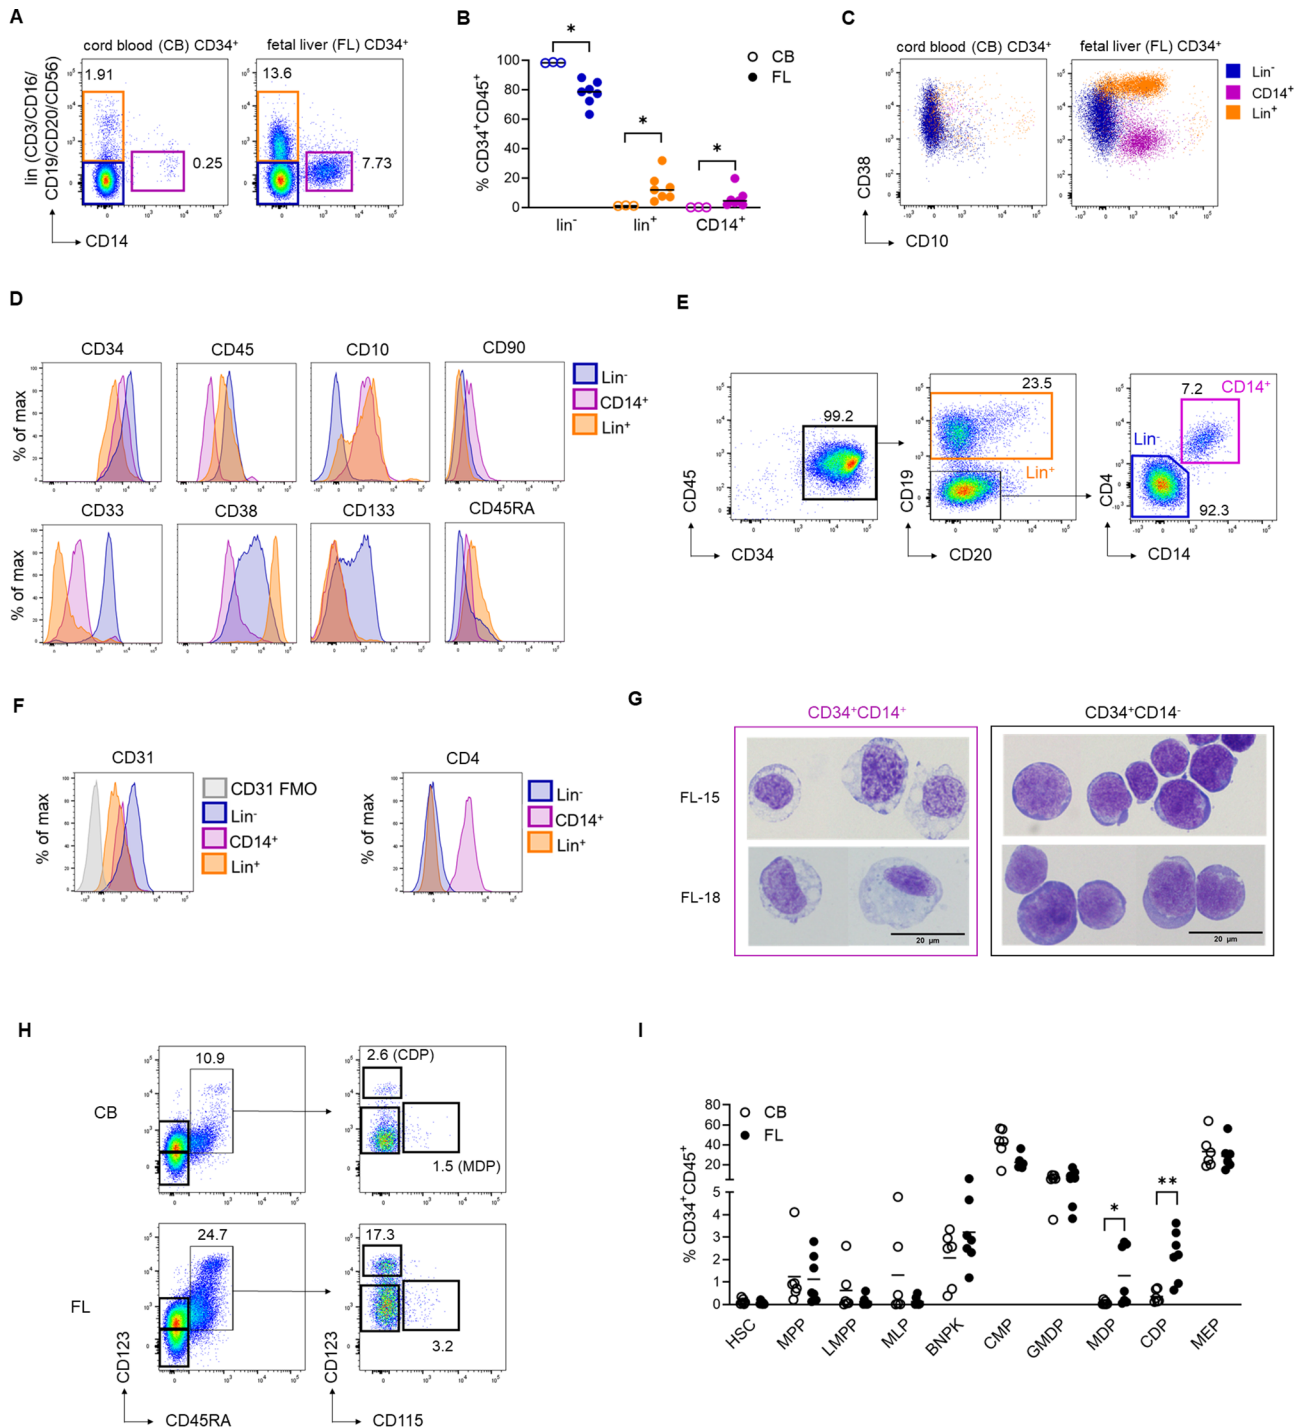 A
cord blood (CB) CD34⁺
fetal liver (FL) CD34⁺
lin (CD3/CD16/
CD19/CD20/CD56)
1.91
0.25
13.6
7.73
CD14
B
*
*
*
CB
FL
% CD34⁺CD45⁺
100
80
60
40
20
0
lin⁻
lin⁺
CD14⁺
C
cord blood (CB) CD34⁺
fetal liver (FL) CD34⁺
Lin⁻
CD14⁺
Lin⁺
CD38
CD10
D
CD34
CD45
CD10
CD90
% of max
Lin⁻
CD14⁺
Lin⁺
CD33
CD38
CD133
CD45RA
% of max
E
99.2
CD45
CD34
23.5
Lin⁺
CD19
CD20
7.2
CD14⁺
Lin⁻
92.3
CD4
CD14
F
CD31
% of max
CD31 FMO
Lin⁻
CD14⁺
Lin⁺
CD4
% of max
Lin⁻
CD14⁺
Lin⁺
G
CD34⁺CD14⁺
CD34⁺CD14⁻
FL-15
FL-18
20 µm
20 µm
H
CB
10.9
2.6 (CDP)
1.5 (MDP)
FL
24.7
17.3
3.2
CD123
CD45RA
CD123
CD115
I
CB
FL
% CD34⁺CD45⁺
80
60
40
20
5
4
3
2
1
0
*
**
HSC
MPP
LMPP
MLP
BNPK
CMP
GMDP
MDP
CDP
MEP